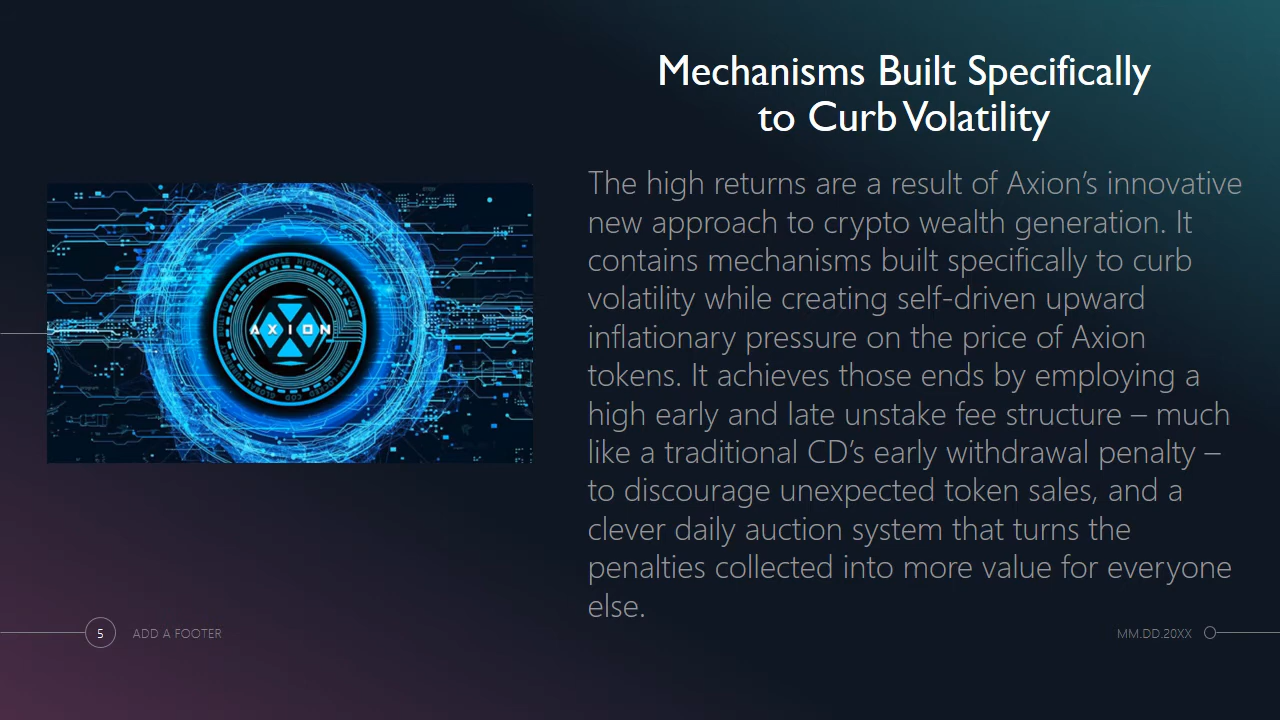 Mechanisms Built Specifically
to Curb Volatility
The high returns are a result of Axion’s innovative
new approach to crypto wealth generation. It
contains mechanisms built specifically to curb
volatility while creating self-driven upward
inflationary pressure on the price of Axion
tokens. It achieves those ends by employing a
high early and late unstake fee structure – much
like a traditional CD’s early withdrawal penalty –
to discourage unexpected token sales, and a
clever daily auction system that turns the
penalties collected into more value for everyone
else.
AXION
5
ADD A FOOTER
MM.DD.20XX